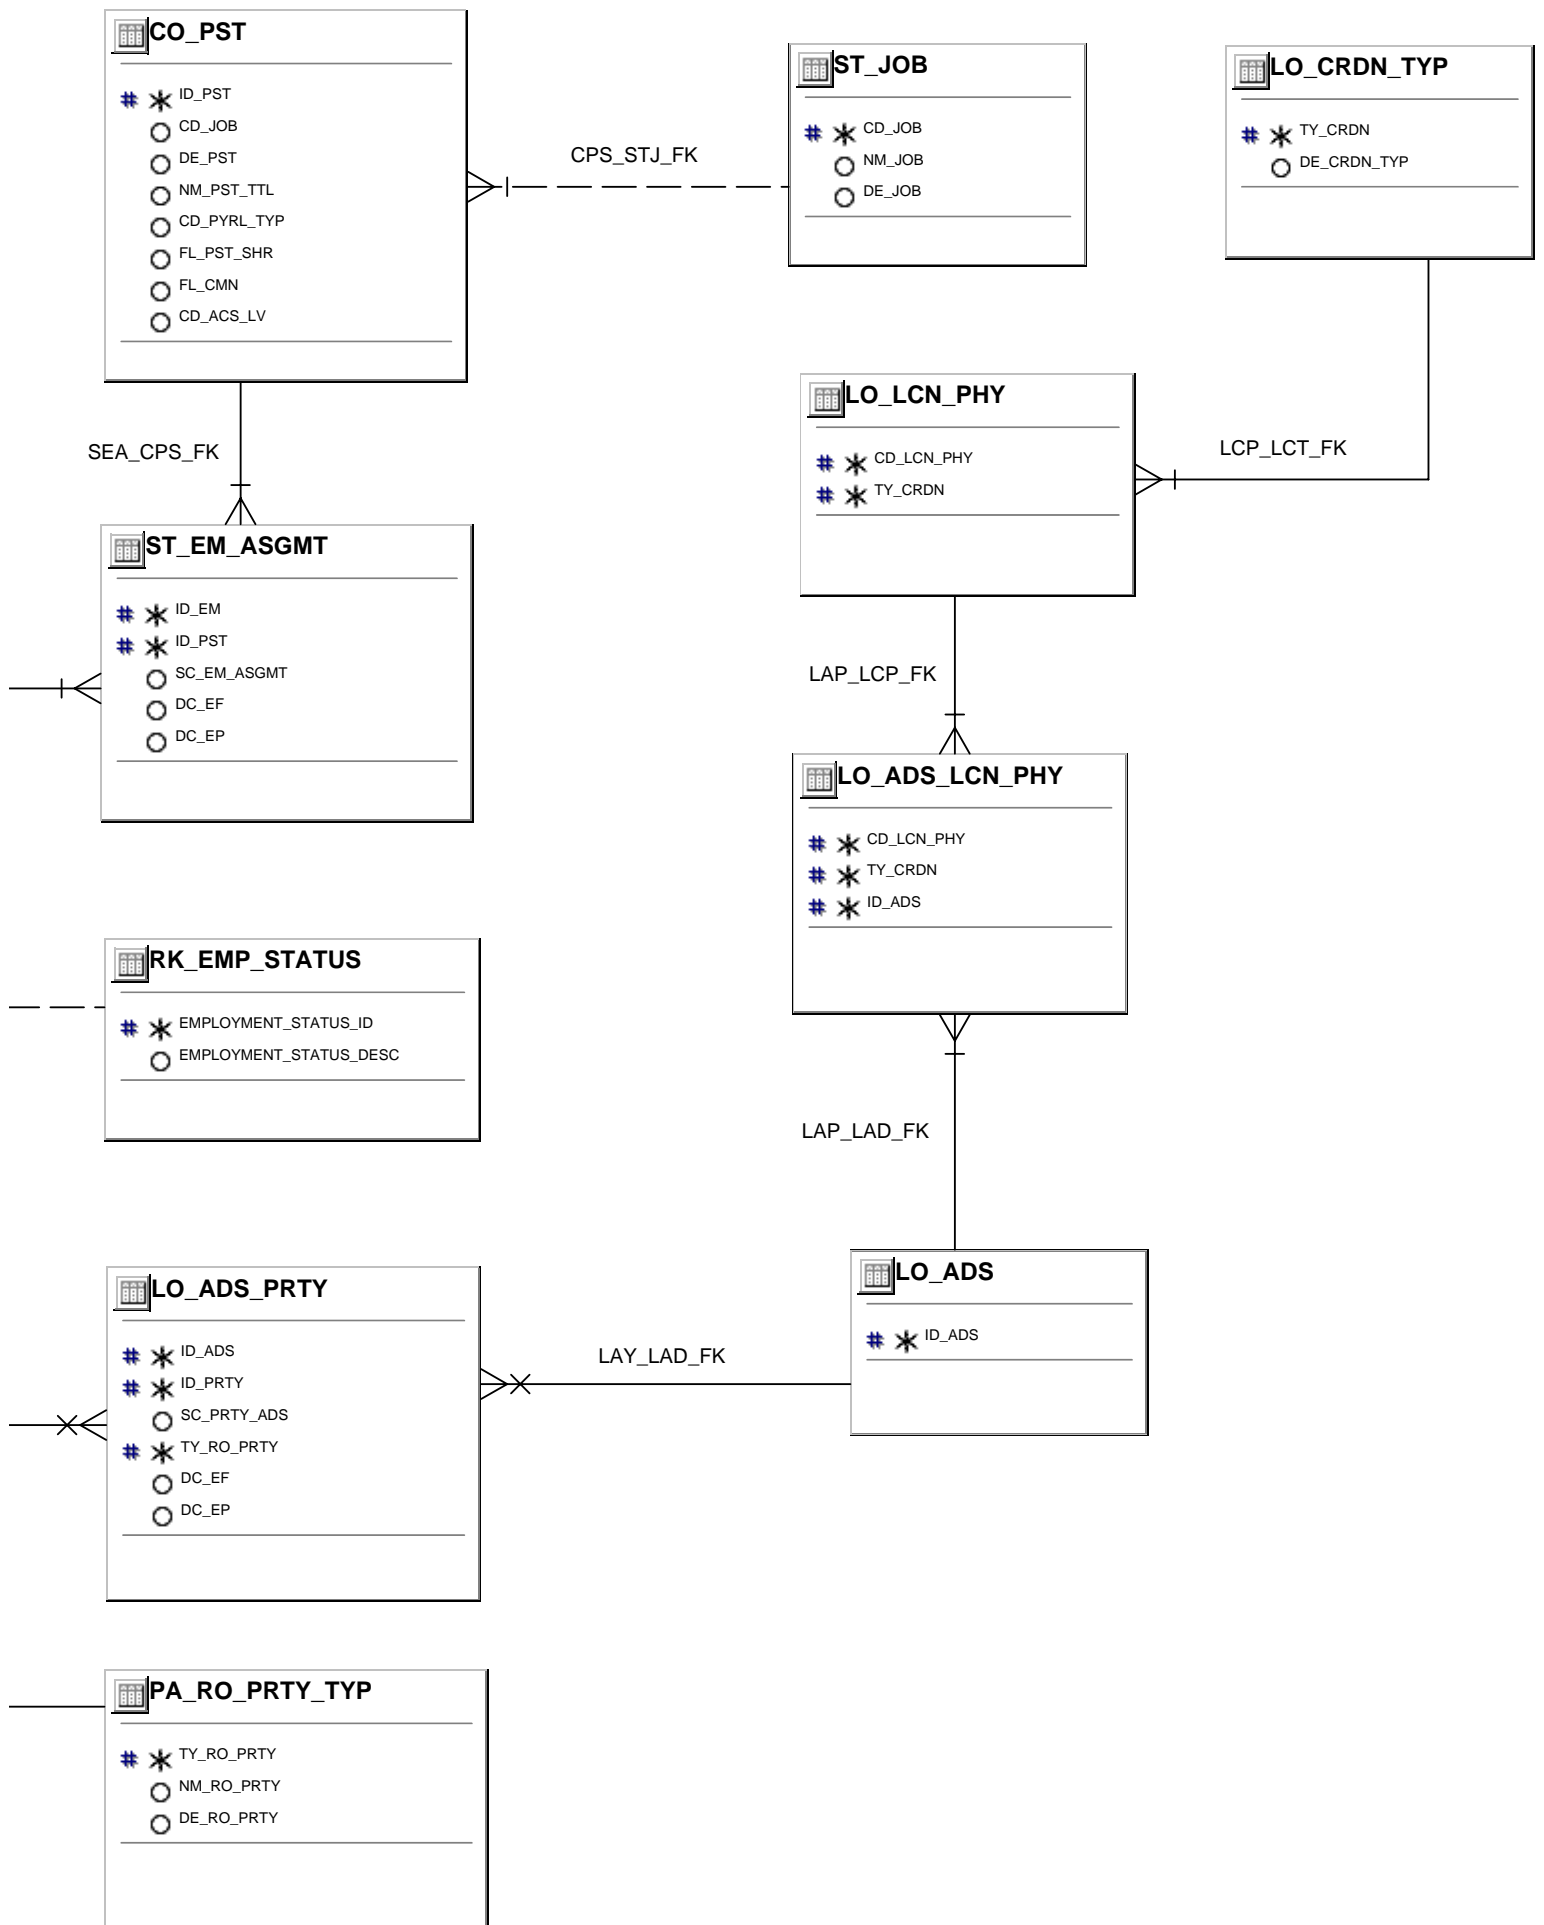 CO_PST
# * ID_PST
CD_JOB
DE_PST
NM_PST_TTL
CD_PYRL_TYP
FL_PST_SHR
FL_CMN
CD_ACS_LV
CPS_STJ_FK
ST_JOB
# * CD_JOB
NM_JOB
DE_JOB
LO_CRDN_TYP
# * TY_CRDN
DE_CRDN_TYP
SEA_CPS_FK
LO_LCN_PHY
# * CD_LCN_PHY
# * TY_CRDN
LCP_LCT_FK
ST_EM_ASGMT
# * ID_EM
# * ID_PST
SC_EM_ASGMT
DC_EF
DC_EP
LAP_LCP_FK
LO_ADS_LCN_PHY
# * CD_LCN_PHY
# * TY_CRDN
# * ID_ADS
RK_EMP_STATUS
# * EMPLOYMENT_STATUS_ID
EMPLOYMENT_STATUS_DESC
LAP_LAD_FK
LO_ADS_PRTY
# * ID_ADS
# * ID_PRTY
SC_PRTY_ADS
# * TY_RO_PRTY
DC_EF
DC_EP
LAY_LAD_FK
LO_ADS
# * ID_ADS
PA_RO_PRTY_TYP
# * TY_RO_PRTY
NM_RO_PRTY
DE_RO_PRTY